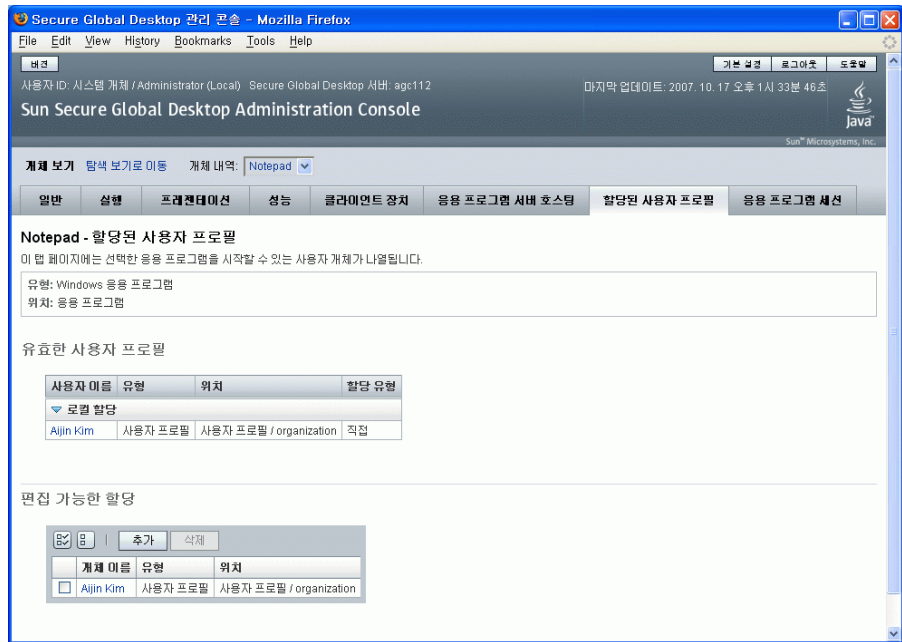 Secure Global Desktop 관리 콘솔 - Mozilla Firefox
File Edit View History Bookmarks Tools Help
버전 기본 설정 로그아웃 도움말
사용자 ID: 시스템 개체 / Administrator (Local) Secure Global Desktop 서버: agc112 마지막 업데이트: 2007. 10. 17 오후 1시 33분 46초
Sun Secure Global Desktop Administration Console
Java
Sun™ Microsystems, Inc.
개체 보기 탐색 보기로 이동 개체 내역: Notepad
일반 실행 프레젠테이션 성능 클라이언트 장치 응용 프로그램 서버 호스팅 할당된 사용자 프로필 응용 프로그램 세션
Notepad - 할당된 사용자 프로필
이 탭 페이지에는 선택한 응용 프로그램을 시작할 수 있는 사용자 개체가 나열됩니다.
유형: Windows 응용 프로그램
위치: 응용 프로그램
유효한 사용자 프로필
사용자 이름 유형 위치 할당 유형
로컬 할당
Aijin Kim 사용자 프로필 사용자 프로필 / organization 직접
편집 가능한 할당
추가 삭제
개체 이름 유형 위치
Aijin Kim 사용자 프로필 사용자 프로필 / organization